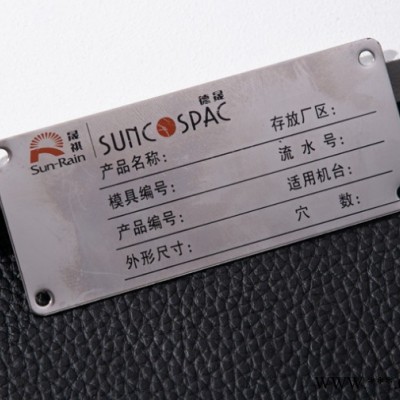 晟祺
Sun-Rain
德晟
SUNCOSPAC
产品名称： 存放厂区：
模具编号： 流水号：
产品编号： 适用机台：
外形尺寸： 穴数：